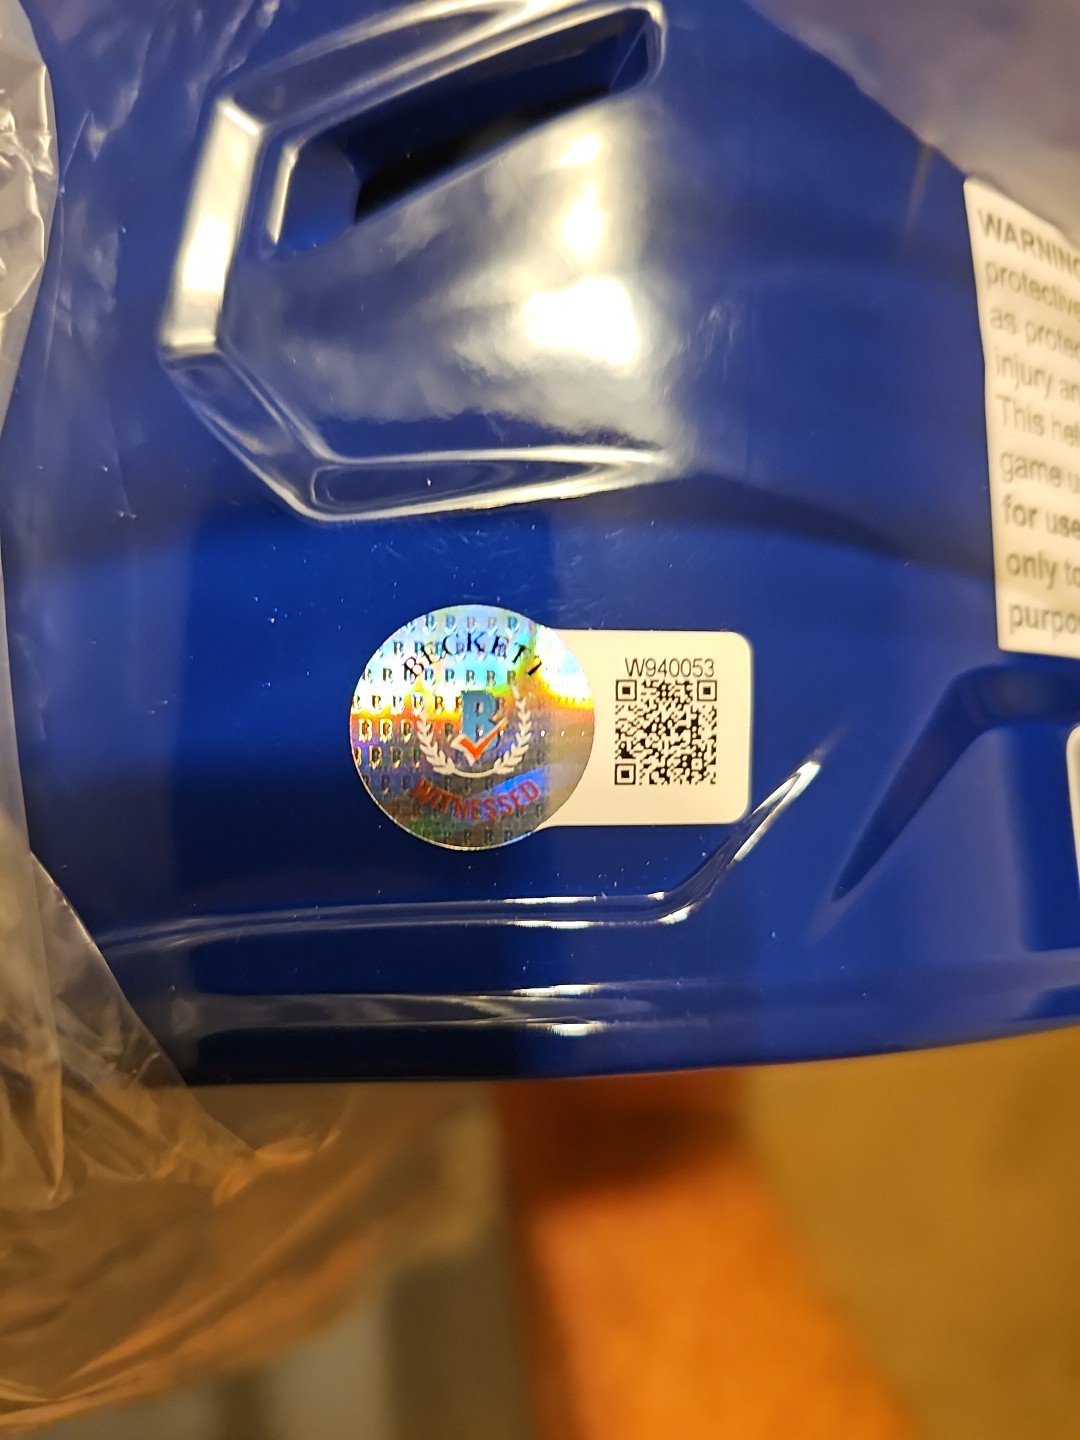 WARNING
protective
as protec
injury an
This hel
game u
for use
only to
purpo
BECKETT
B
WITNESSED
W940053